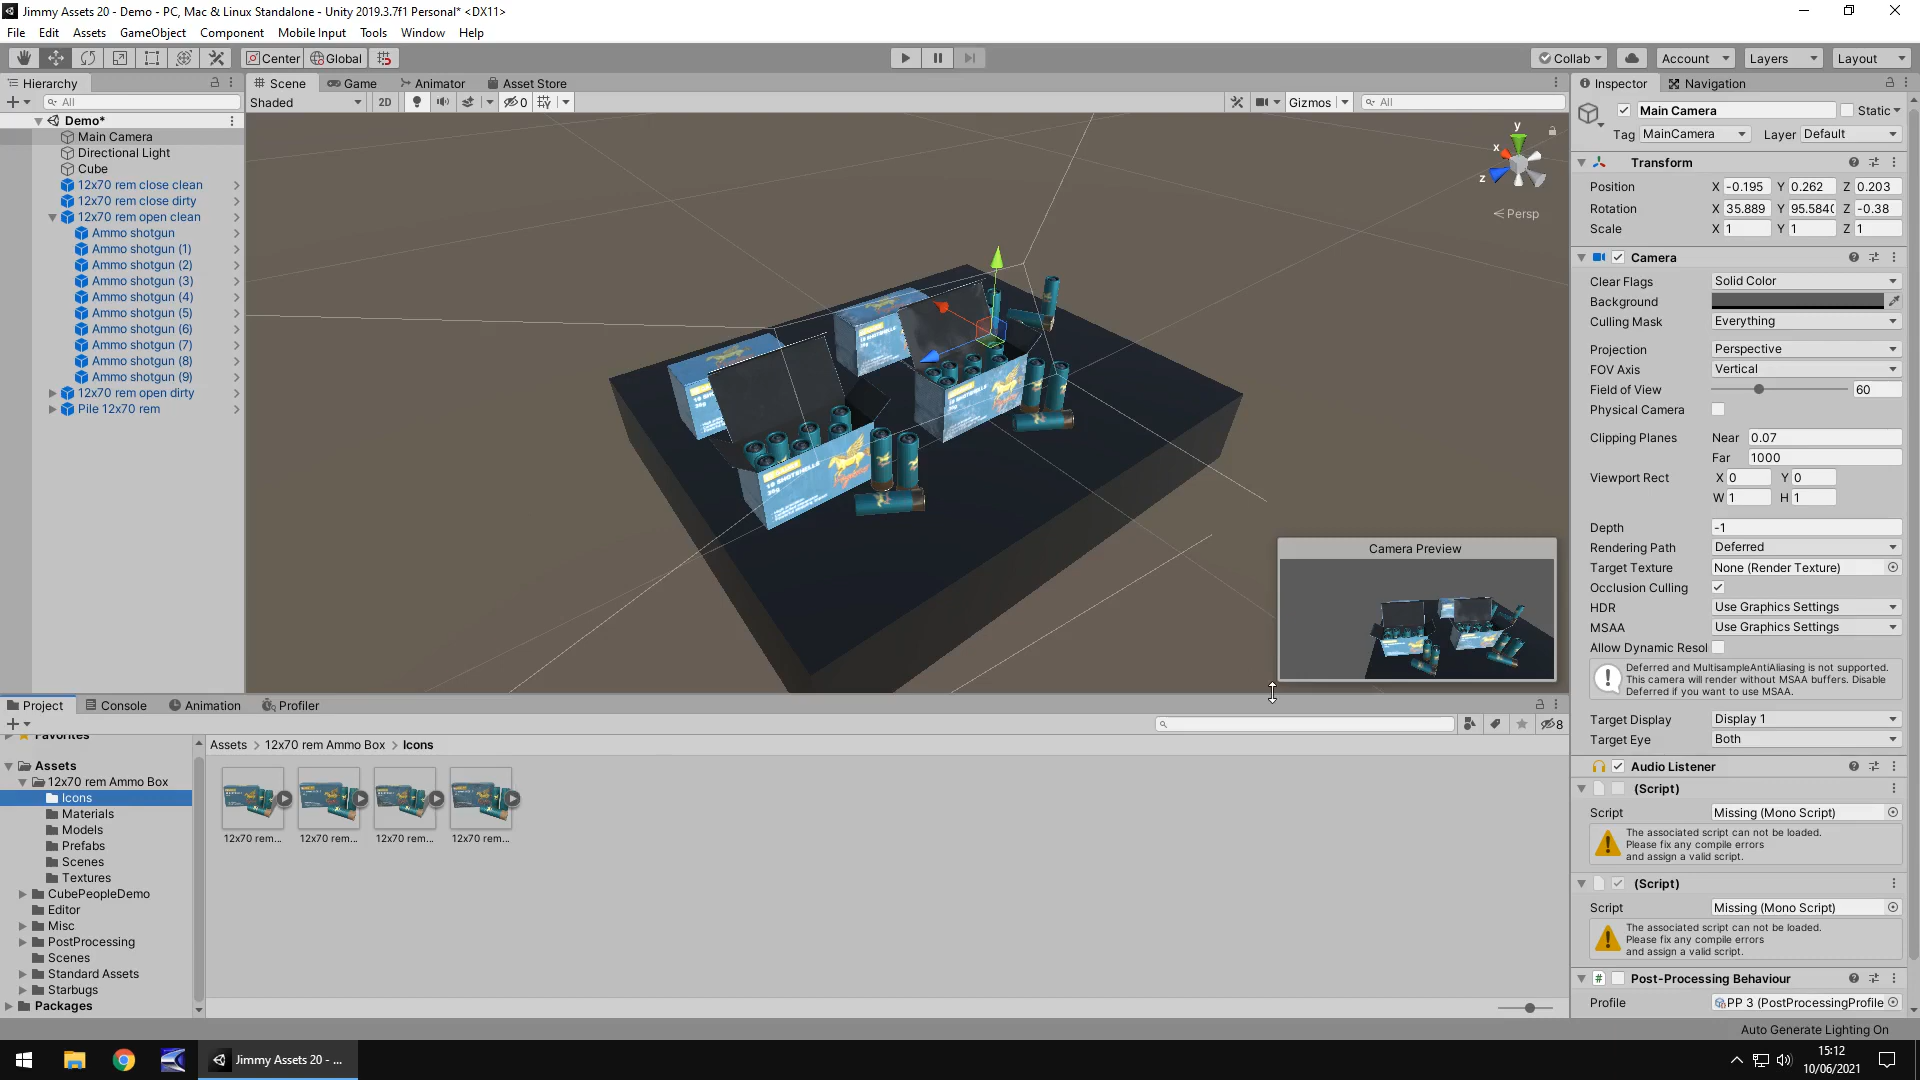 Jimmy Assets 20 - Demo - PC, Mac & Linux Standalone - Unity 2019.3.7f1 Personal* <DX11>
File Edit Assets GameObject Component Mobile Input Tools Window Help
Center Global Collab Account Layers Layout
Hierarchy
All
Demo*
Main Camera
Directional Light
Cube
12x70 rem close clean
12x70 rem close dirty
12x70 rem open clean
Ammo shotgun
Ammo shotgun (1)
Ammo shotgun (2)
Ammo shotgun (3)
Ammo shotgun (4)
Ammo shotgun (5)
Ammo shotgun (6)
Ammo shotgun (7)
Ammo shotgun (8)
Ammo shotgun (9)
12x70 rem open dirty
Pile 12x70 rem
Scene Game Animator Asset Store
Shaded 2D 0 Gizmos All
y
x
z
Persp
10 SHOTSHELLS
Camera Preview
Inspector Navigation
Main Camera Static
Tag MainCamera Layer Default
Transform
Position X -0.195 Y 0.262 Z 0.203
Rotation X 35.889 Y 95.584( Z -0.38
Scale X 1 Y 1 Z 1
Camera
Clear Flags Solid Color
Background
Culling Mask Everything
Projection Perspective
FOV Axis Vertical
Field of View 60
Physical Camera
Clipping Planes Near 0.07
Far 1000
Viewport Rect X 0 Y 0
W 1 H 1
Depth -1
Rendering Path Deferred
Target Texture None (Render Texture)
Occlusion Culling
HDR Use Graphics Settings
MSAA Use Graphics Settings
Allow Dynamic Resol
Deferred and MultisampleAntiAliasing is not supported.
This camera will render without MSAA buffers. Disable
Deferred if you want to use MSAA.
Target Display Display 1
Target Eye Both
Audio Listener
(Script)
Script Missing (Mono Script)
The associated script can not be loaded.
Please fix any compile errors
and assign a valid script.
(Script)
Script Missing (Mono Script)
The associated script can not be loaded.
Please fix any compile errors
and assign a valid script.
Post-Processing Behaviour
Profile PP 3 (PostProcessingProfile
Project Console Animation Profiler
8
Favorites
Assets
12x70 rem Ammo Box
Icons
Materials
Models
Prefabs
Scenes
Textures
CubePeopleDemo
Editor
Misc
PostProcessing
Scenes
Standard Assets
Starbugs
Packages
Assets > 12x70 rem Ammo Box > Icons
12x70 rem... 12x70 rem... 12x70 rem... 12x70 rem...
Auto Generate Lighting On
Jimmy Assets 20 - ...
15:12
10/06/2021